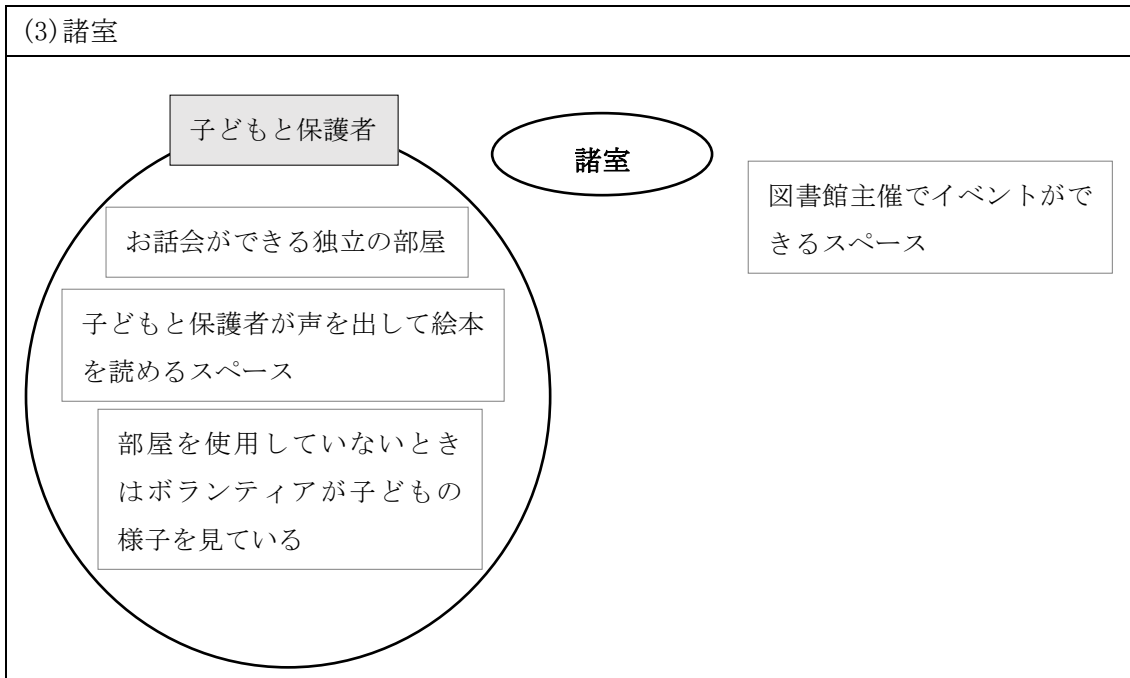 (3)諸室
子どもと保護者
諸室
図書館主催でイベントがで
きるスペース
お話会ができる独立の部屋
子どもと保護者が声を出して絵本
を読めるスペース
部屋を使用していないとき
はボランティアが子どもの
様子を見ている